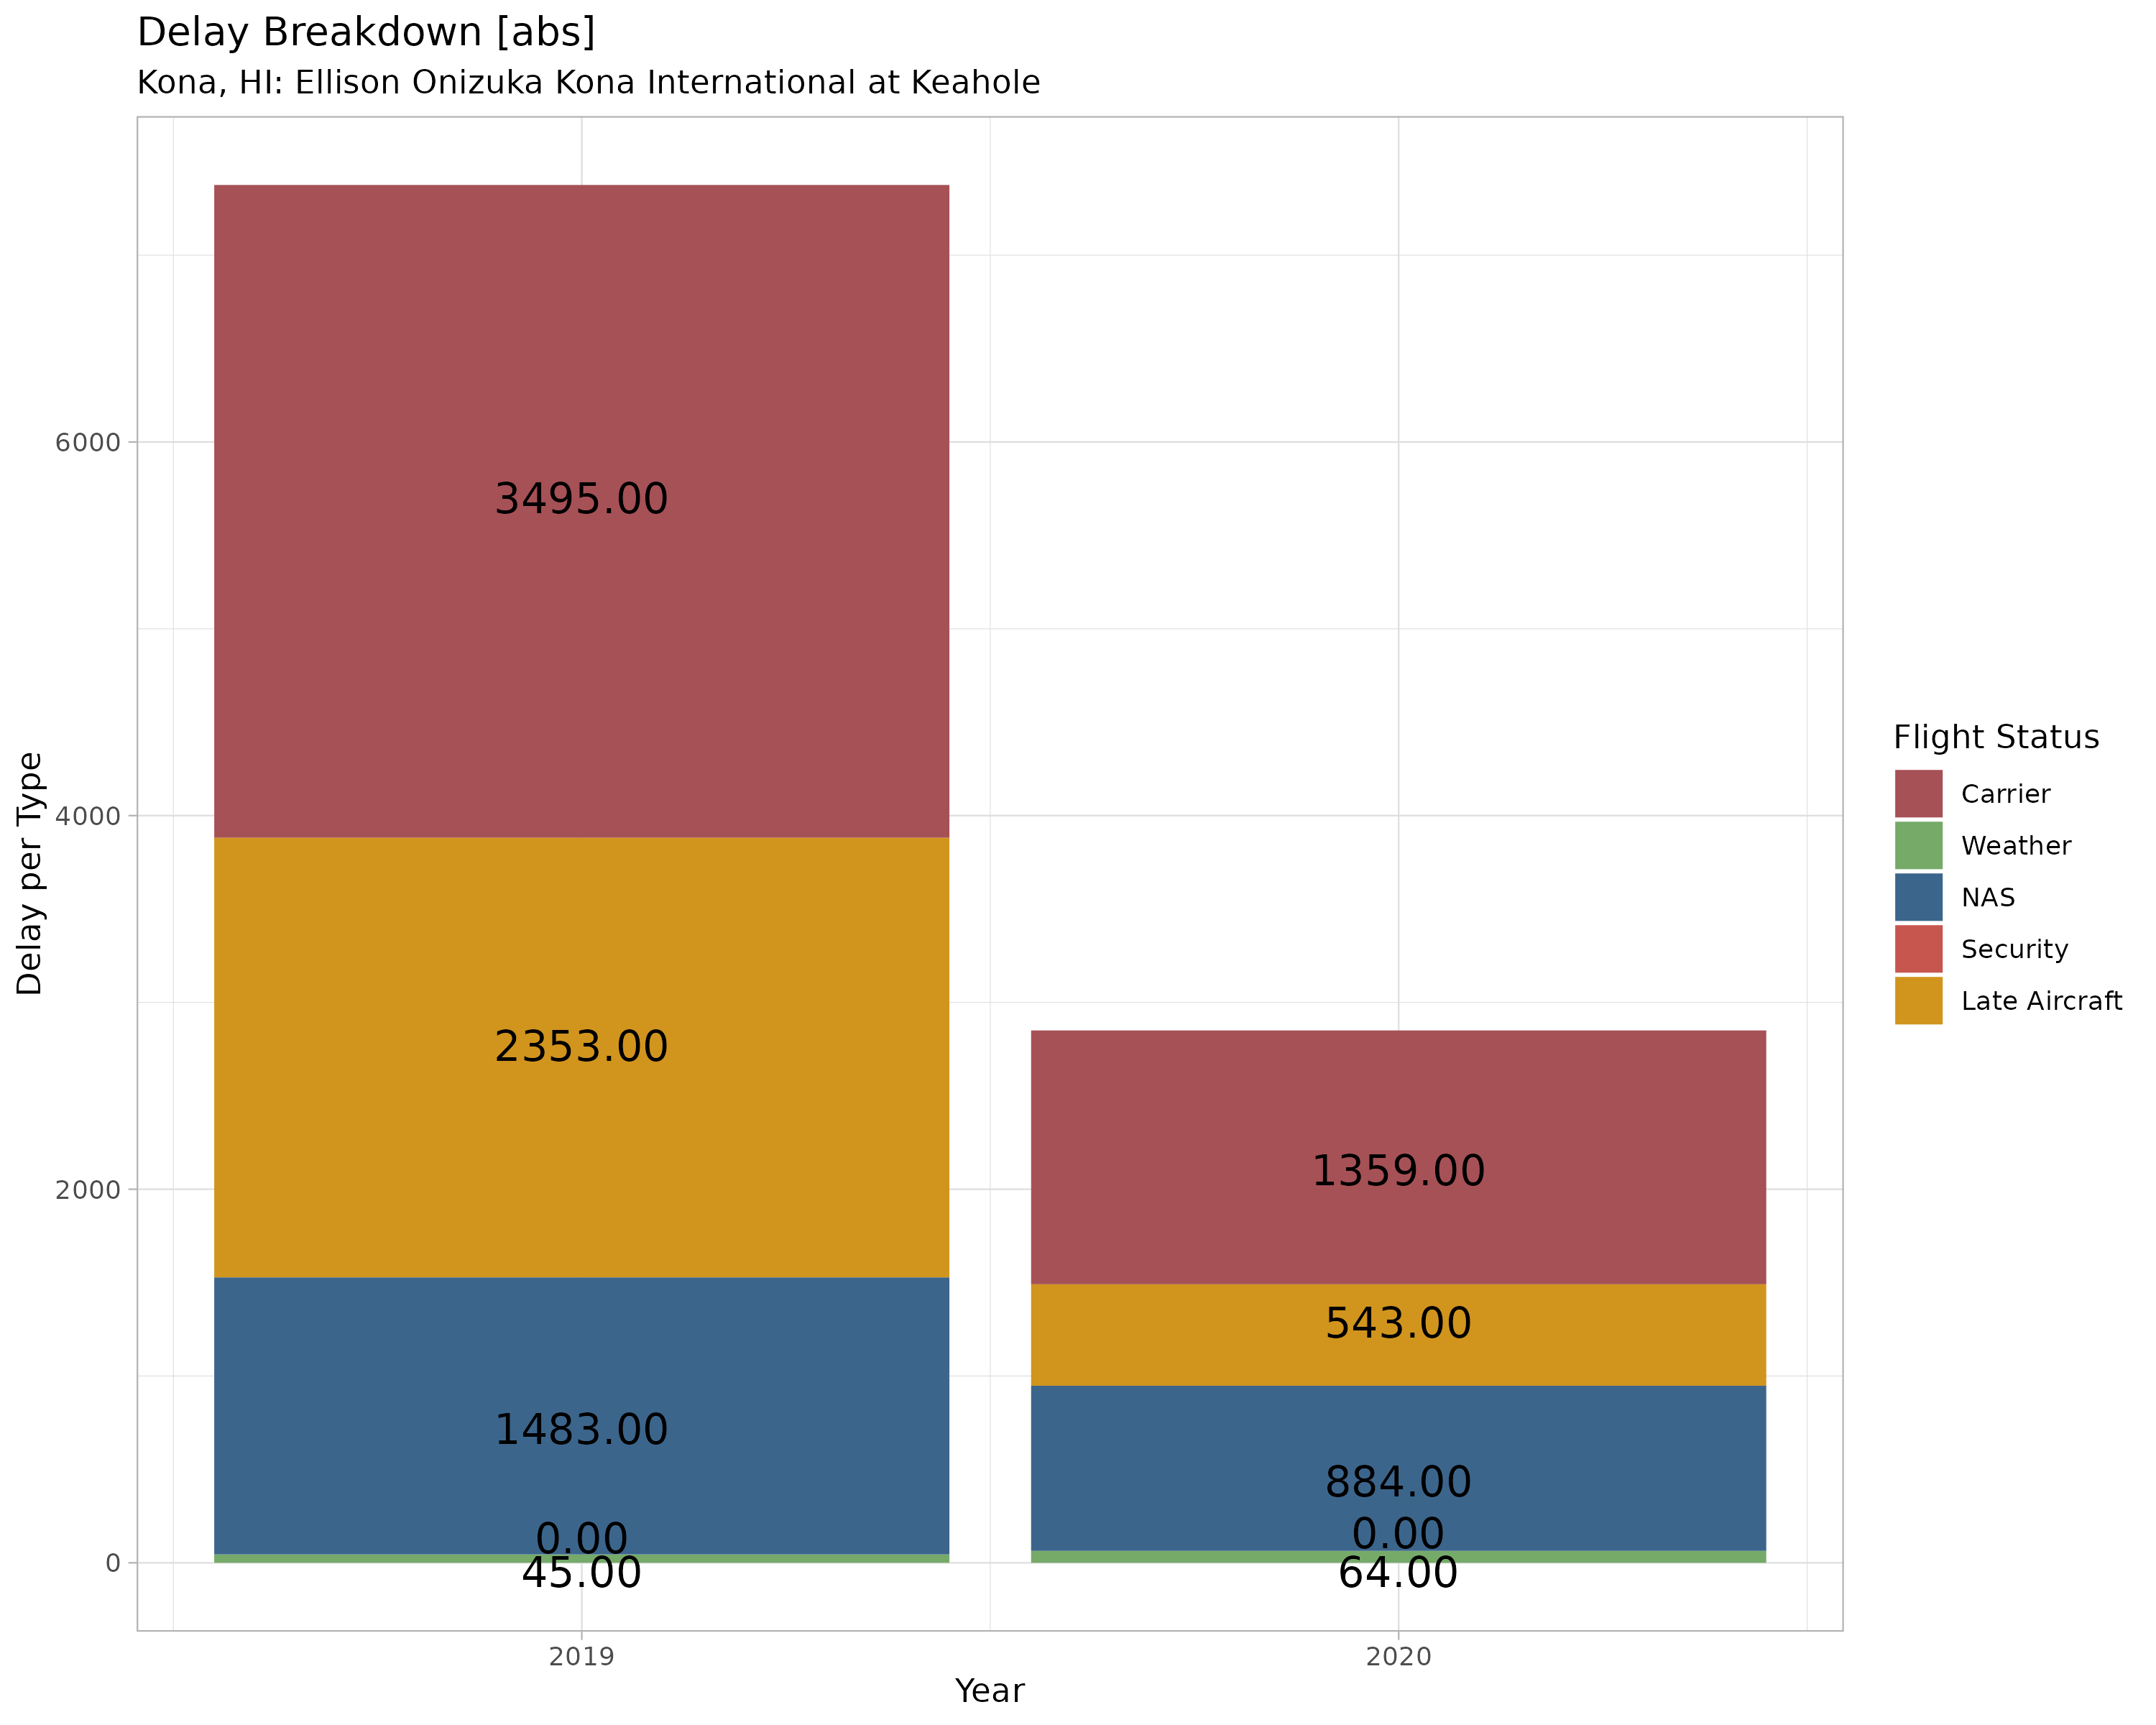 Delay Breakdown [abs]
Kona, HI: Ellison Onizuka Kona International at Keahole
Delay per Type
6000
4000
2000
0
3495.00
2353.00
1483.00
0.00
45.00
1359.00
543.00
884.00
0.00
64.00
2019
2020
Year
Flight Status
Carrier
Weather
NAS
Security
Late Aircraft